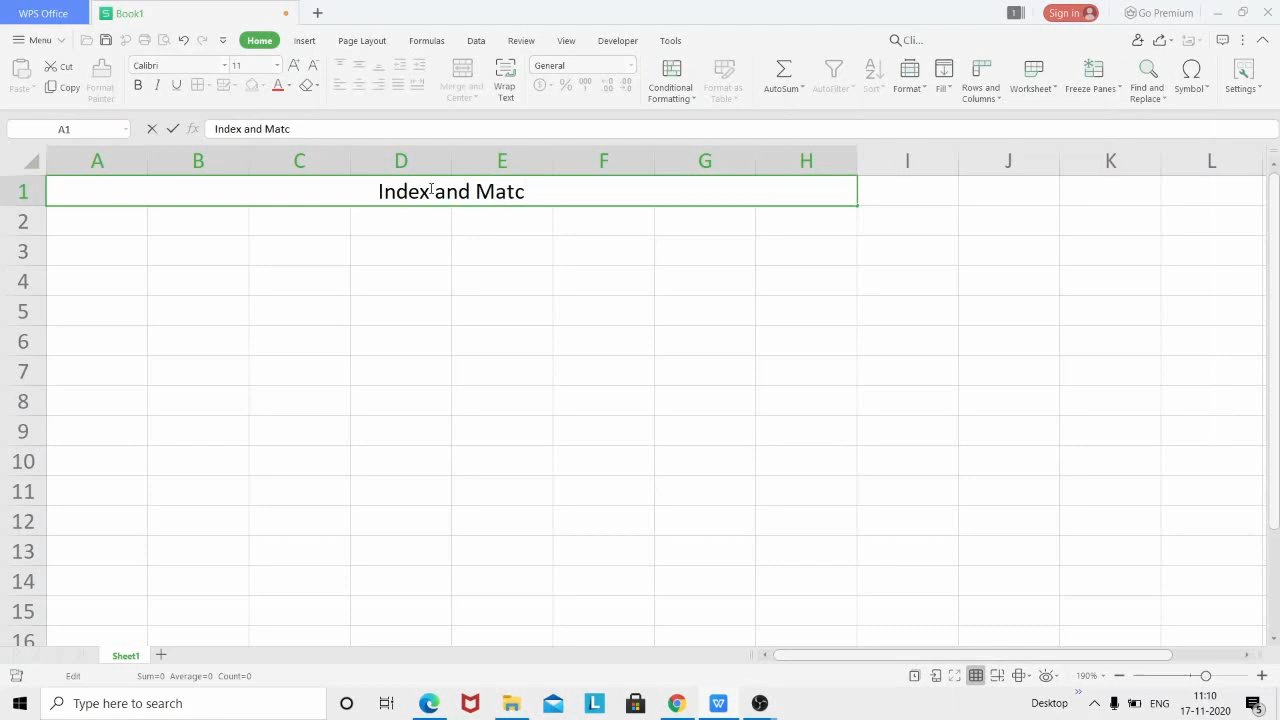 WPS Office Book1 1 Sign in Go Premium
Menu Home Insert Page Layout Formulas Data Review View Developer Tools Cli...
Paste Cut Copy Format Painter Calibri 11 B I U A Merge and Center Wrap Text General % 000 Conditional Formatting Format as Table AutoSum AutoFilter Sort Format Fill Rows and Columns Worksheet Freeze Panes Find and Replace Symbol Settings
A1 fx Index and Matc
A B C D E F G H I J K L
1 Index and Matc
2
3
4
5
6
7
8
9
10
11
12
13
14
15
16
Sheet1
Edit Sum=0 Average=0 Count=0 190%
Type here to search Desktop ENG 11:10 17-11-2020 5